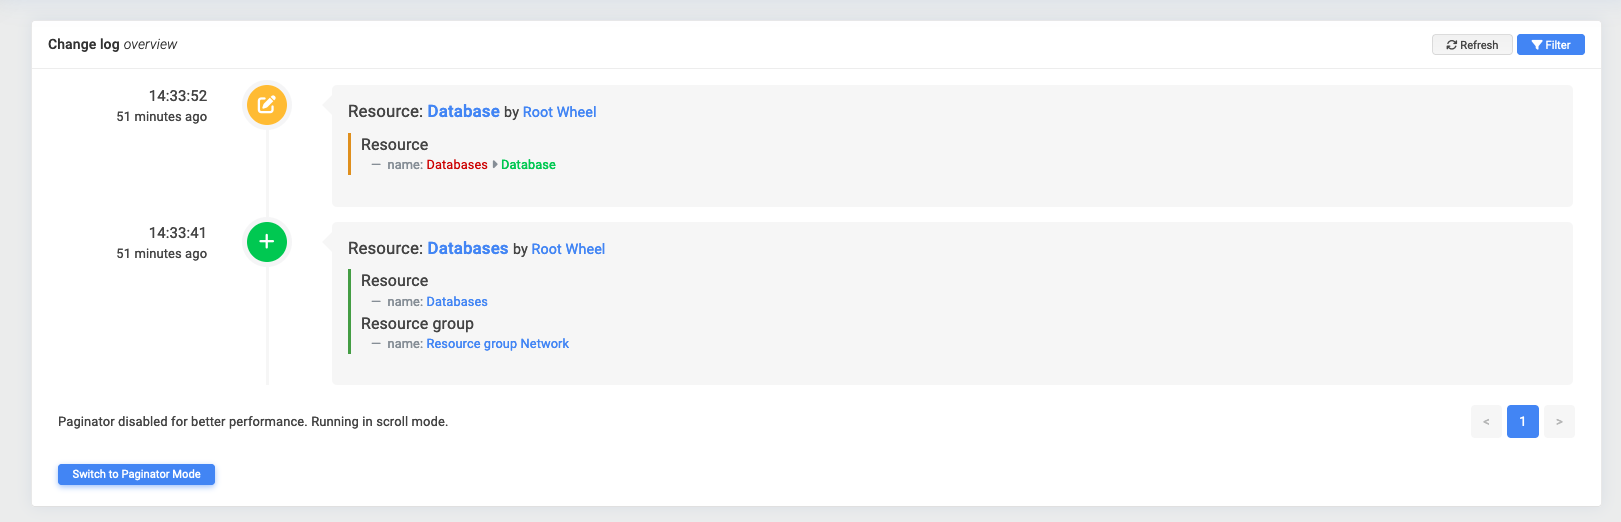 Change log overview
Refresh
Filter
14:33:52
51 minutes ago
Resource: Database by Root Wheel
Resource
— name: Databases Database
14:33:41
51 minutes ago
Resource: Databases by Root Wheel
Resource
— name: Databases
Resource group
— name: Resource group Network
Paginator disabled for better performance. Running in scroll mode.
< 1 >
Switch to Paginator Mode